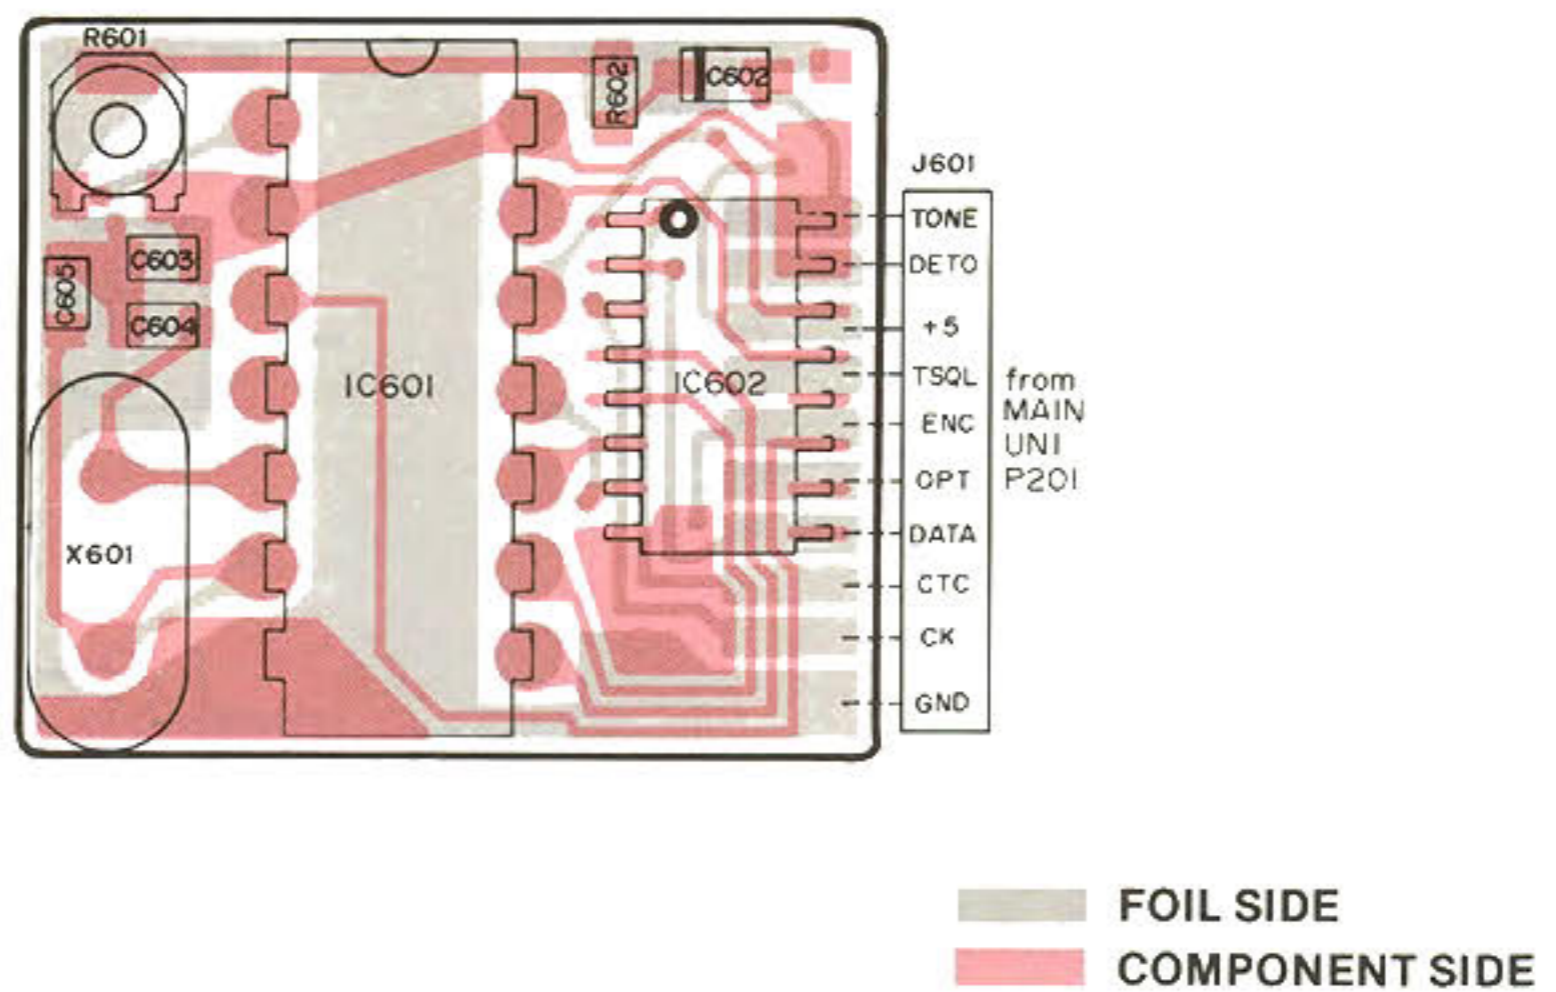 R601
R602
C602
J601
TONE
C603
DETO
C605
C604
+5
IC601
IC602
TSQL
from
MAIN
UNI
P201
ENC
OPT
X601
DATA
CTC
CK
GND
FOIL SIDE
COMPONENT SIDE